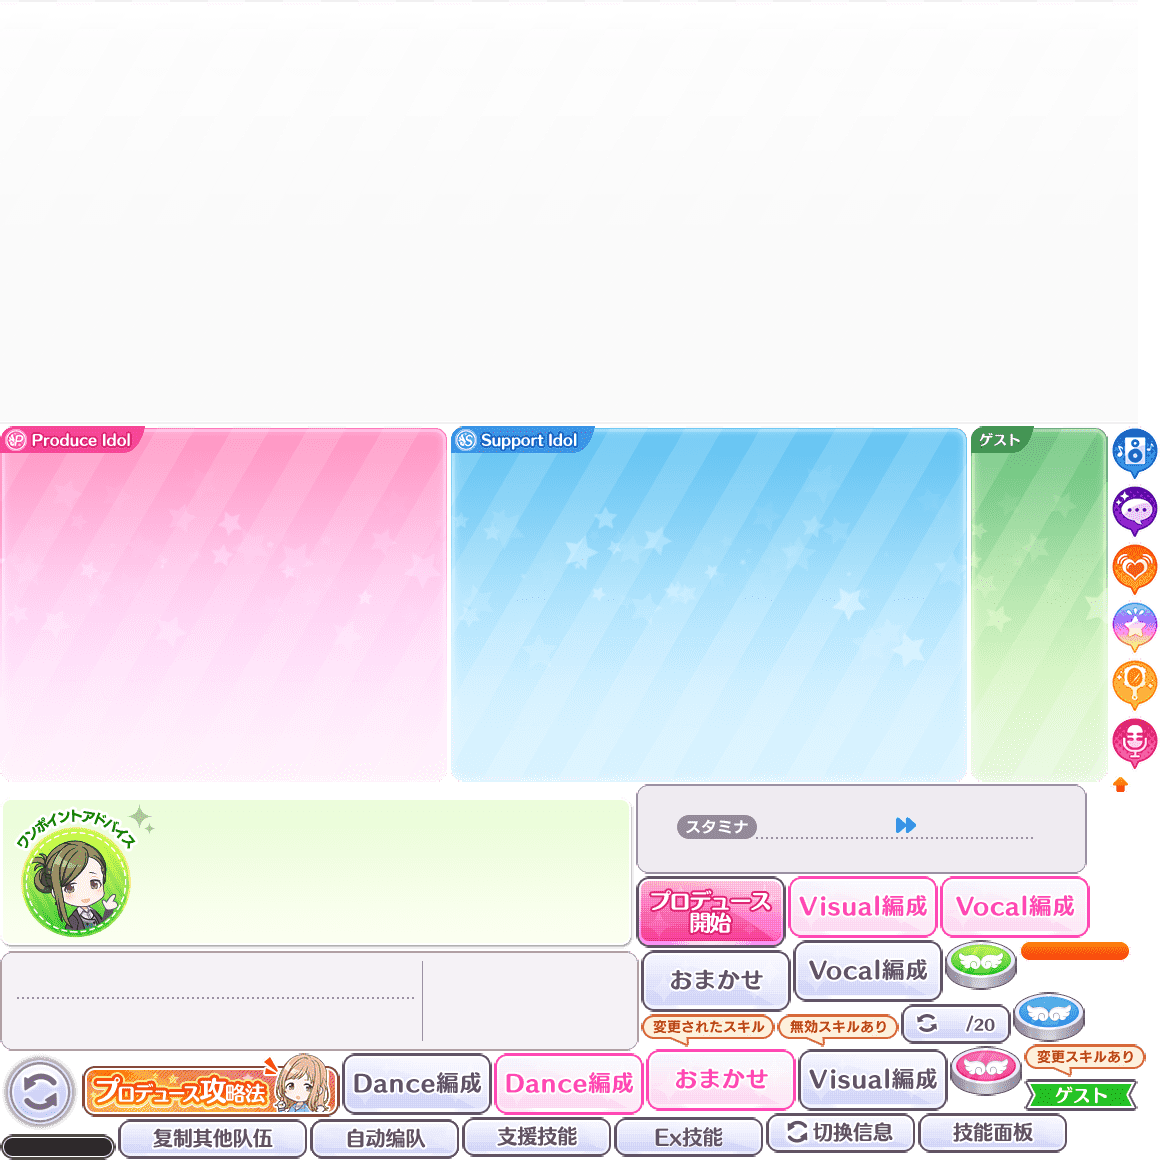 Produce Idol
Support Idol
ゲスト
ワンポイントアドバイス
スタミナ
プロデュース
開始
Visual編成
Vocal編成
おまかせ
Vocal編成
変更されたスキル
無効スキルあり
/20
プロデュース攻略法
Dance編成
Dance編成
おまかせ
Visual編成
変更スキルあり
ゲスト
复制其他队伍
自动编队
支援技能
Ex技能
切换信息
技能面板